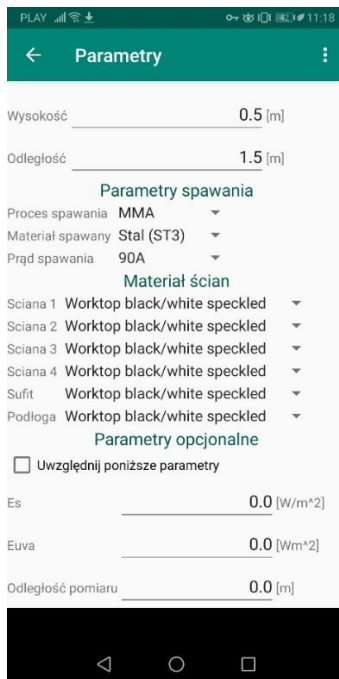 PLAY 42 11:18
Parametry
Wysokość 0.5 [m]
Odległość 1.5 [m]
Parametry spawania
Proces spawania MMA
Materiał spawany Stal (ST3)
Prąd spawania 90A
Materiał ścian
Sciana 1 Worktop black/white speckled
Sciana 2 Worktop black/white speckled
Sciana 3 Worktop black/white speckled
Sciana 4 Worktop black/white speckled
Sufit Worktop black/white speckled
Podłoga Worktop black/white speckled
Parametry opcjonalne
Uwzględnij poniższe parametry
Es 0.0 [W/m^2]
Euva 0.0 [Wm^2]
Odległość pomiaru 0.0 [m]